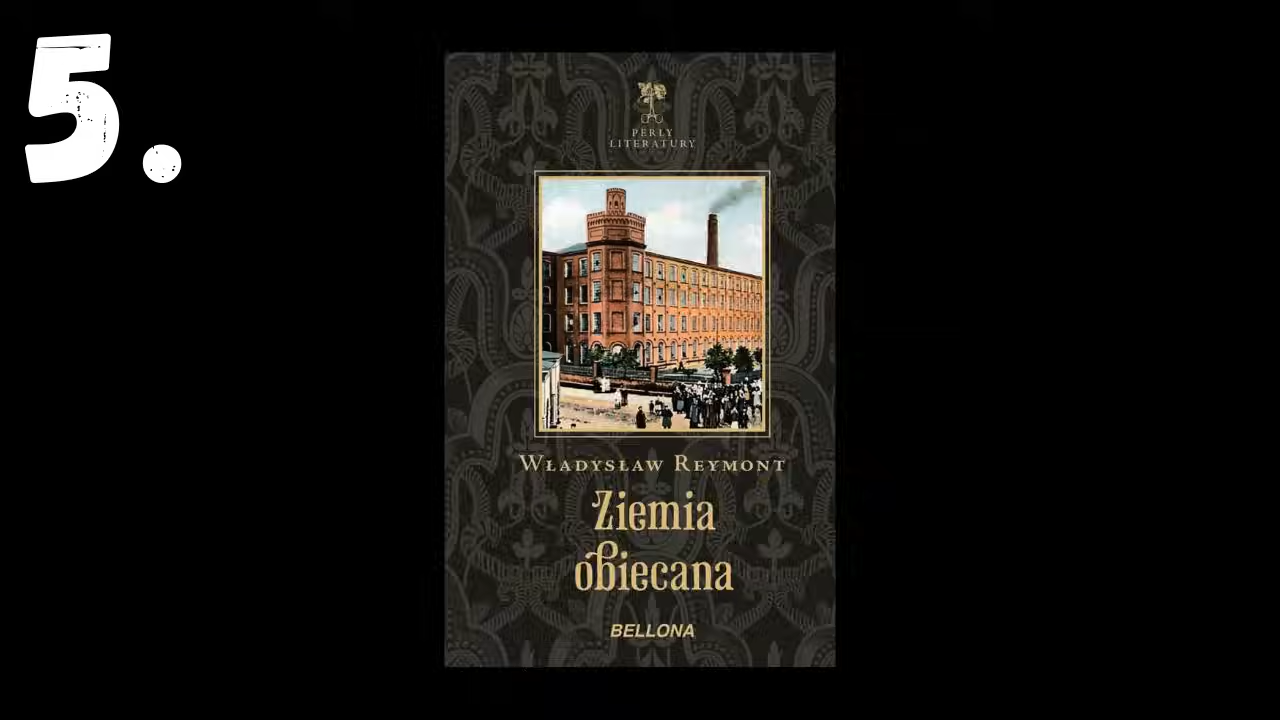 5.
PERŁY
LITERATURY
Władysław Reymont
Ziemia
obiecana
BELLONA